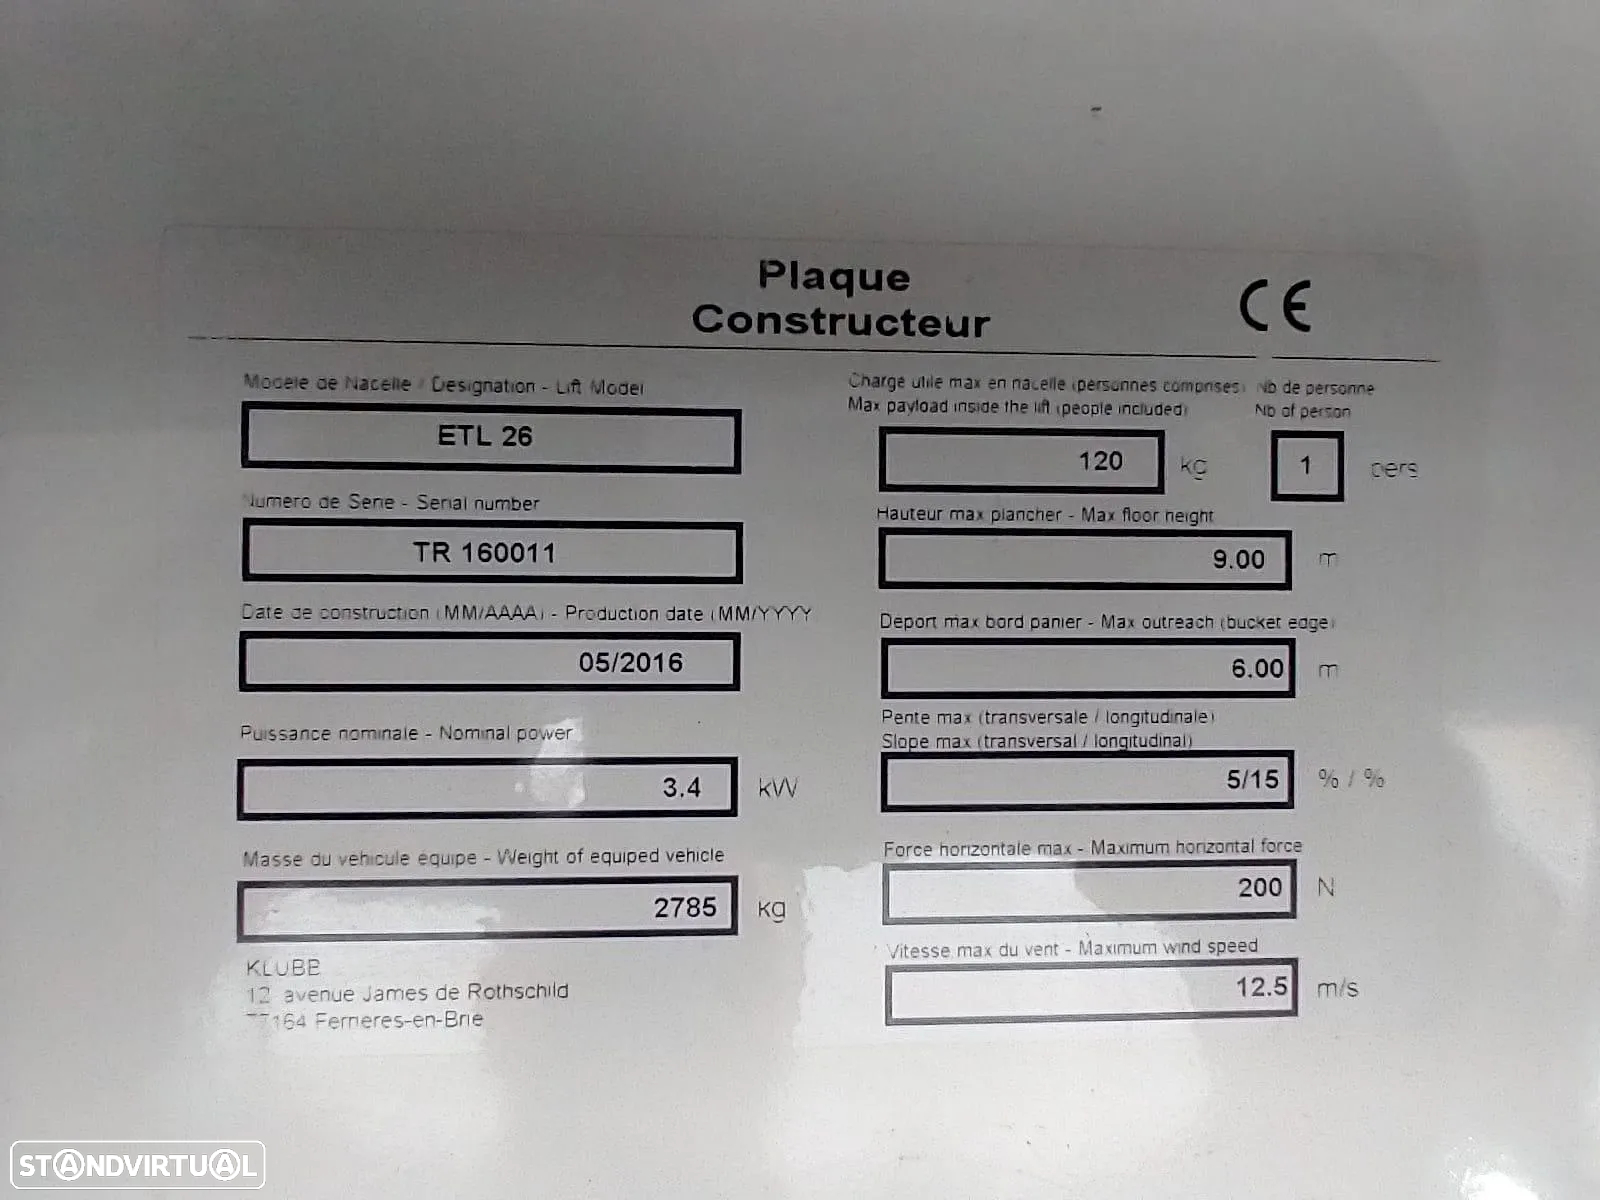 Plaque
Constructeur
CE
Modele de Nacelle / Designation - Lift Model
ETL 26
Numero de Serie - Serial number
TR 160011
Date de construction (MM/AAAA) - Production date (MM/YYYY
05/2016
Puissance nominale - Nominal power
3.4 kW
Masse du vehicule equipe - Weight of equiped vehicle
2785 kg
KLUBB
12 avenue James de Rothschild
77164 Ferrieres-en-Brie
Charge utile max en nacelle (personnes comprises)
Max payload inside the lift (people included)
120 kg
Nb de personne
Nb of person
1 pers
Hauteur max plancher - Max floor height
9.00 m
Deport max bord panier - Max outreach (bucket edge)
6.00 m
Pente max (transversale / longitudinale)
Slope max (transversal / longitudinal)
5/15 % / %
Force horizontale max - Maximum horizontal force
200 N
Vitesse max du vent - Maximum wind speed
12.5 m/s
STANDVIRTUAL